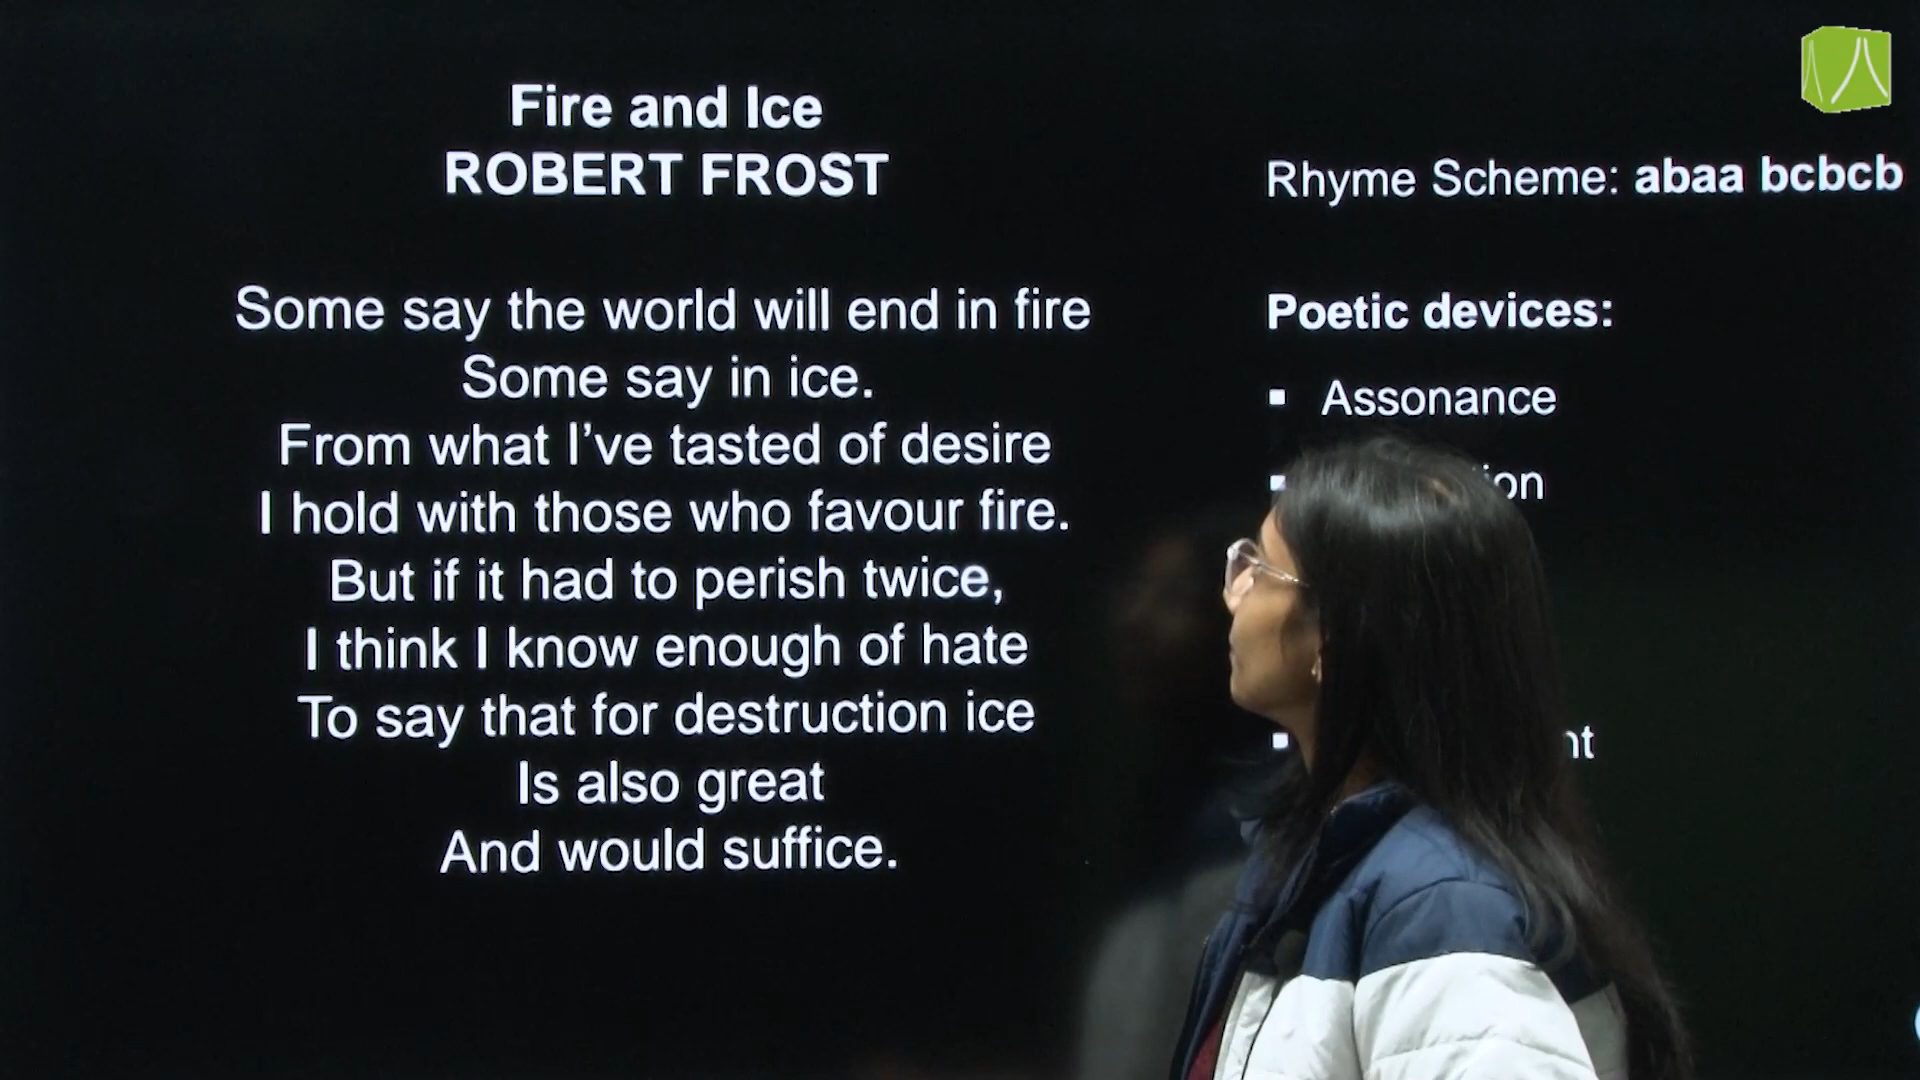 Fire and Ice
ROBERT FROST
Some say the world will end in fire
Some say in ice.
From what I’ve tasted of desire
I hold with those who favour fire.
But if it had to perish twice,
I think I know enough of hate
To say that for destruction ice
Is also great
And would suffice.
Rhyme Scheme: abaa bcbcb
Poetic devices:
▪ Assonance